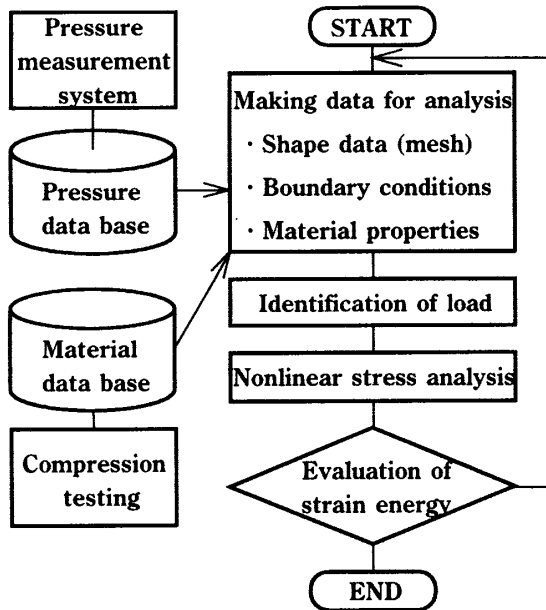 Pressure
measurement
system
Pressure
data base
Material
data base
Compression
testing
START
Making data for analysis
· Shape data (mesh)
· Boundary conditions
· Material properties
Identification of load
Nonlinear stress analysis
Evaluation of
strain energy
END